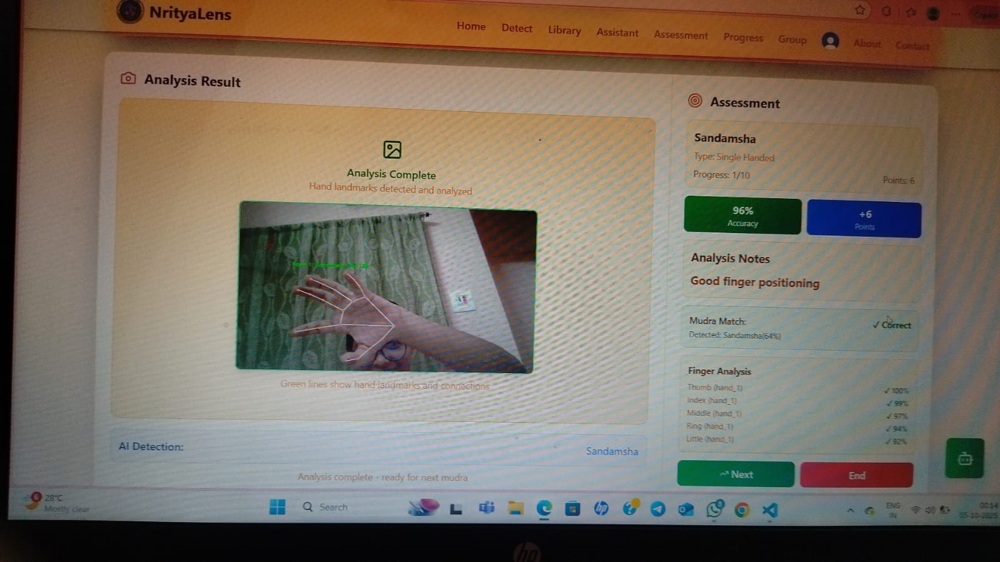 NrityaLens
Home Detect Library Assistant Assessment Progress Group About Contact
Analysis Result
Analysis Complete
Hand landmarks detected and analyzed
Green lines show hand landmarks and connections
AI Detection: Sandamsha
Analysis complete - ready for next mudra
Assessment
Sandamsha
Type: Single Handed
Progress: 1/10 Points: 6
96%
Accuracy
+6
Points
Analysis Notes
Good finger positioning
Mudra Match: ✓ Correct
Detected: Sandamsha(64%)
Finger Analysis
Thumb (hand_1) ✓ 100%
Index (hand_1) ✓ 99%
Middle (hand_1) ✓ 97%
Ring (hand_1) ✓ 94%
Little (hand_1) ✓ 92%
Next End
6 28°C
Mostly clear
Search
8
ENG
IN
00:14
05-10-2025
hp